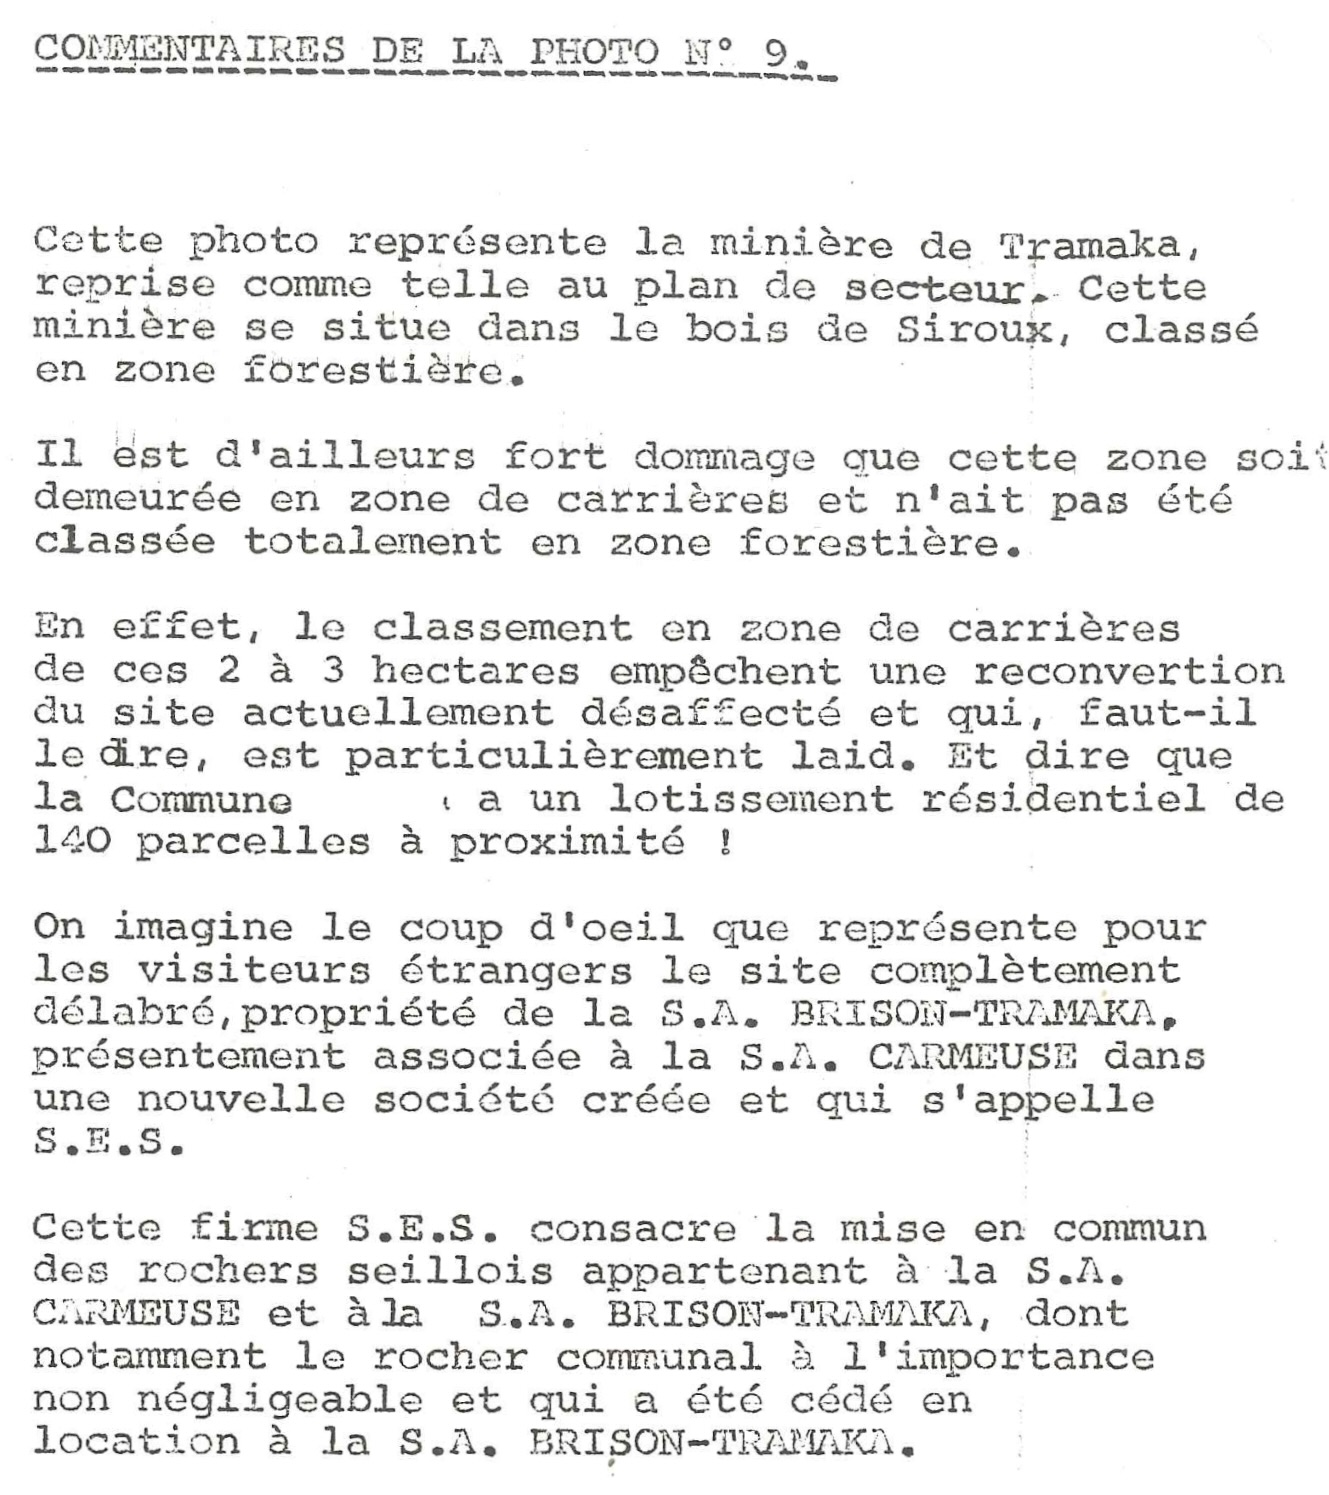 COMMENTAIRES DE LA PHOTO N° 9.
Cette photo représente la minière de Tramaka,
reprise comme telle au plan de secteur. Cette
minière se situe dans le bois de Siroux, classé
en zone forestière.
Il est d'ailleurs fort dommage que cette zone soit
demeurée en zone de carrières et n'ait pas été
classée totalement en zone forestière.
En effet, le classement en zone de carrières
de ces 2 à 3 hectares empêchent une reconvertion
du site actuellement désaffecté et qui, faut-il
le dire, est particulièrement laid. Et dire que
la Commune a un lotissement résidentiel de
140 parcelles à proximité !
On imagine le coup d'oeil que représente pour
les visiteurs étrangers le site complètement
délabré,propriété de la S.A. BRISON-TRAMAKA,
présentement associée à la S.A. CARMEUSE dans
une nouvelle société créée et qui s'appelle
S.E.S.
Cette firme S.E.S. consacre la mise en commun
des rochers seillois appartenant à la S.A.
CARMEUSE et à la S.A. BRISON-TRAMAKA, dont
notamment le rocher communal à l'importance
non négligeable et qui a été cédé en
location à la S.A. BRISON-TRAMAKA.